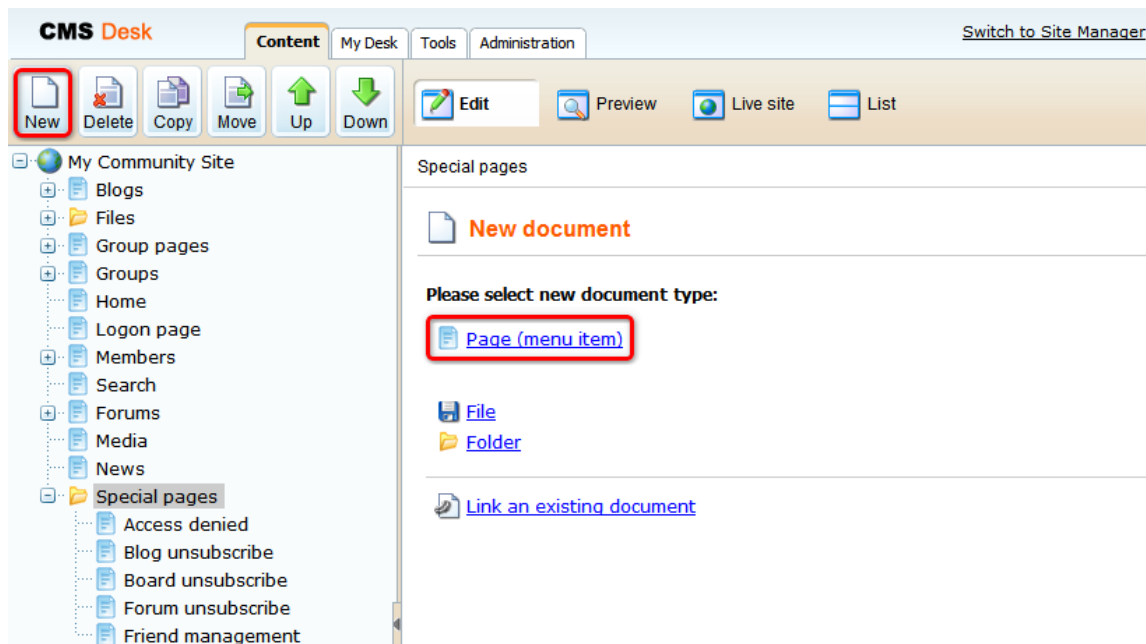 CMS Desk
Content
My Desk
Tools
Administration
Switch to Site Manager
New
Delete
Copy
Move
Up
Down
Edit
Preview
Live site
List
My Community Site
Blogs
Files
Group pages
Groups
Home
Logon page
Members
Search
Forums
Media
News
Special pages
Access denied
Blog unsubscribe
Board unsubscribe
Forum unsubscribe
Friend management
Special pages
New document
Please select new document type:
Page (menu item)
File
Folder
Link an existing document